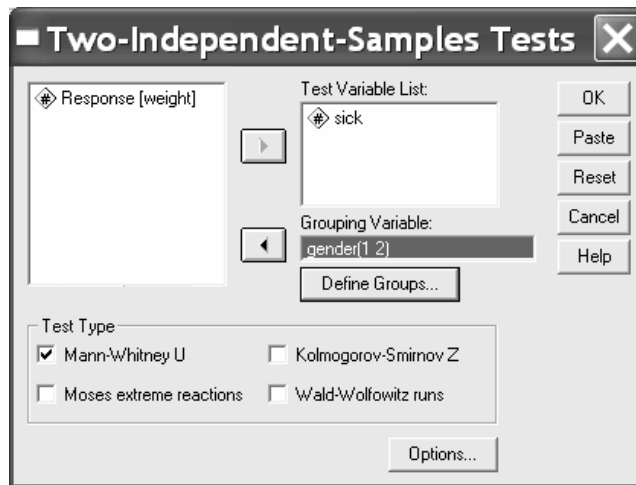 Two-Independent-Samples Tests
Response [weight]
Test Variable List:
sick
Grouping Variable:
gender(1 2)
Define Groups...
OK
Paste
Reset
Cancel
Help
Test Type
Mann-Whitney U
Kolmogorov-Smirnov Z
Moses extreme reactions
Wald-Wolfowitz runs
Options...